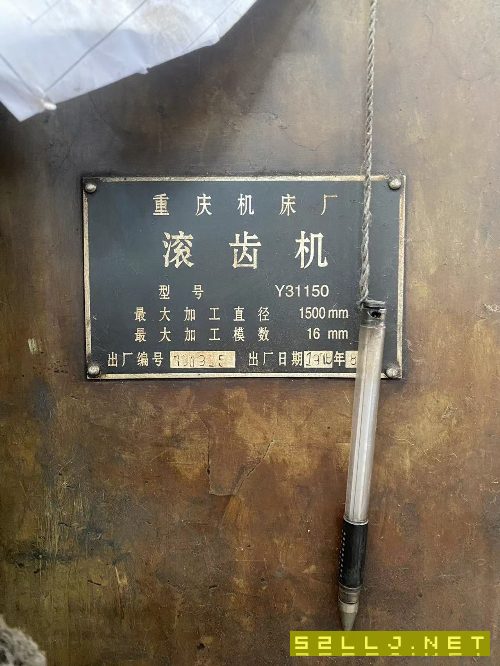 重庆机床厂
滚齿机
型号 Y31150
最大加工直径 1500mm
最大加工模数 16 mm
出厂编号 出厂日期 年
52LLJ.NET